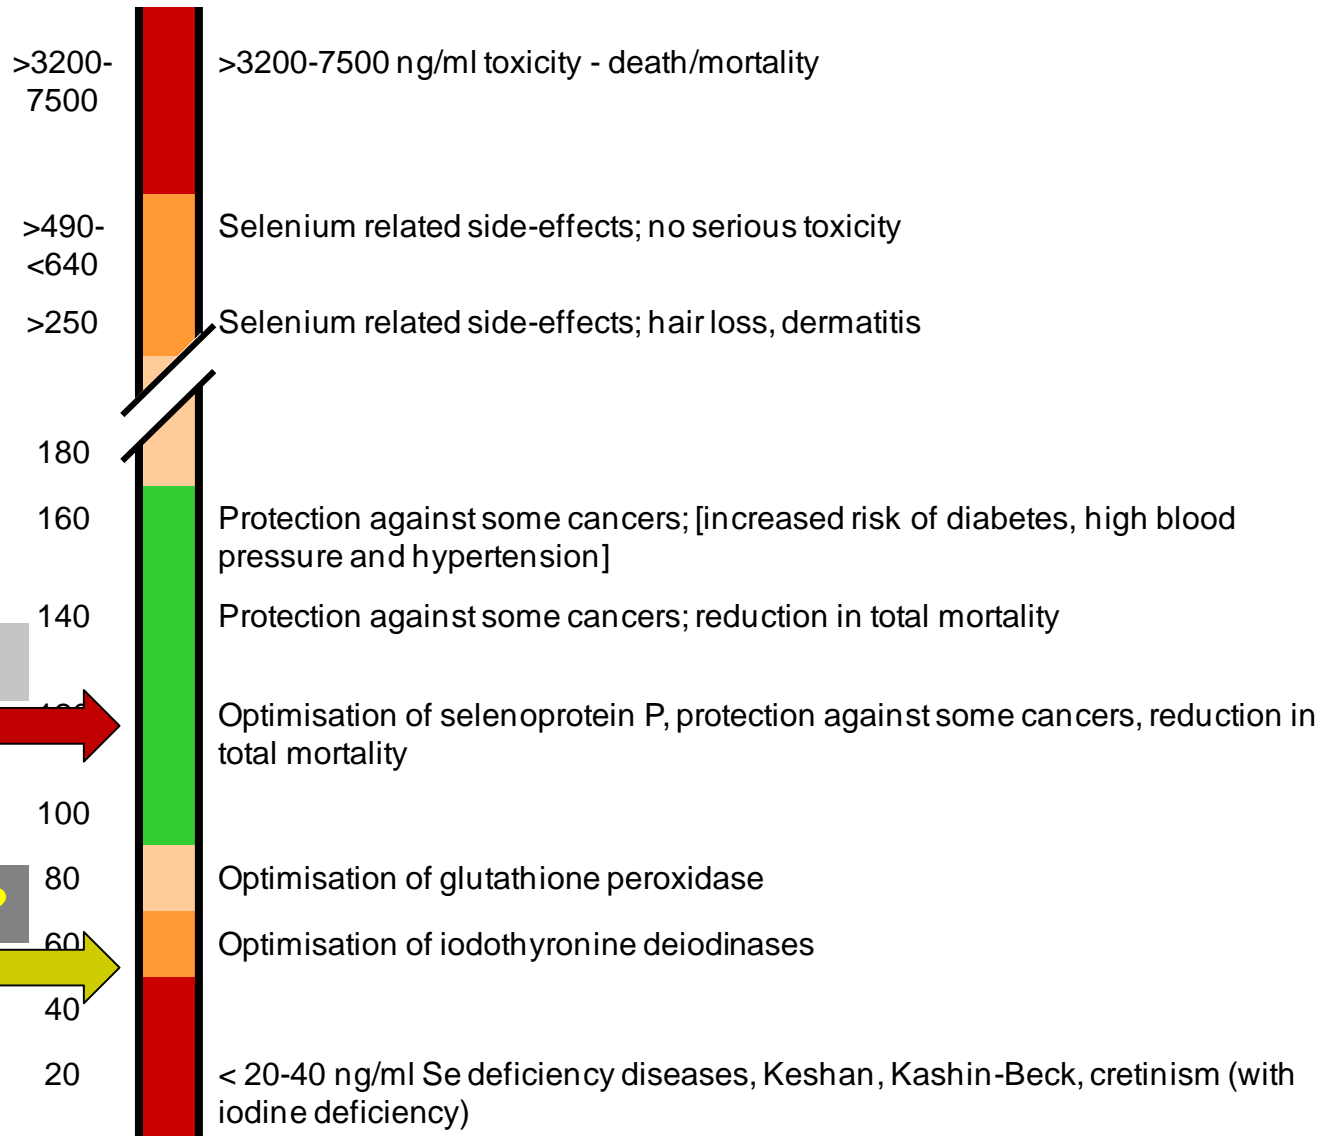 >3200-
7500
>3200-7500 ng/ml toxicity - death/mortality
>490-
<640
Selenium related side-effects; no serious toxicity
>250
Selenium related side-effects; hair loss, dermatitis
180
160
Protection against some cancers; [increased risk of diabetes, high blood
pressure and hypertension]
140
Protection against some cancers; reduction in total mortality
Optimisation of selenoprotein P, protection against some cancers, reduction in
total mortality
100
80
Optimisation of glutathione peroxidase
60
Optimisation of iodothyronine deiodinases
40
20
< 20-40 ng/ml Se deficiency diseases, Keshan, Kashin-Beck, cretinism (with
iodine deficiency)